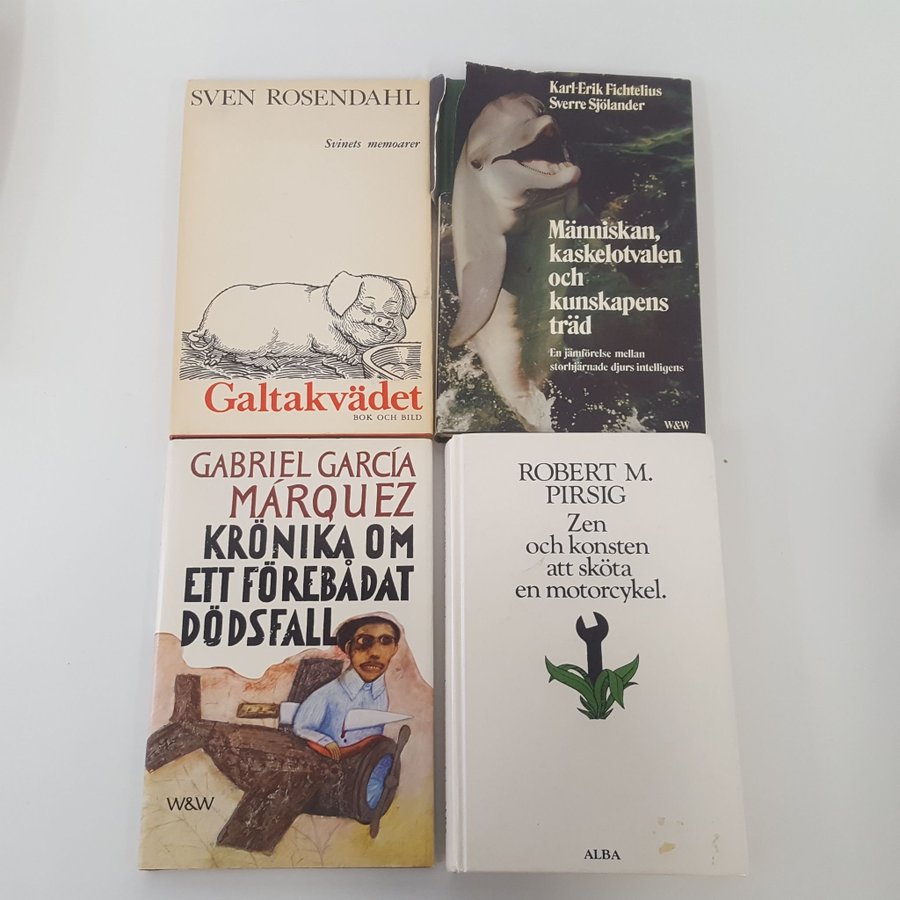 SVEN ROSENDAHL
Svinets memoarer
Galtakvädet
BOK OCH BILD
Karl-Erik Fichtelius
Sverre Sjölander
Människan,
kaskelotvalen
och
kunskapens
träd
En jämförelse mellan
storhjärnade djurs intelligens
W&W
GABRIEL GARCÍA
MÁRQUEZ
KRÖNIKA OM
ETT FÖREBÅDAT
DÖDSFALL
W&W
ROBERT M.
PIRSIG
Zen
och konsten
att sköta
en motorcykel.
ALBA